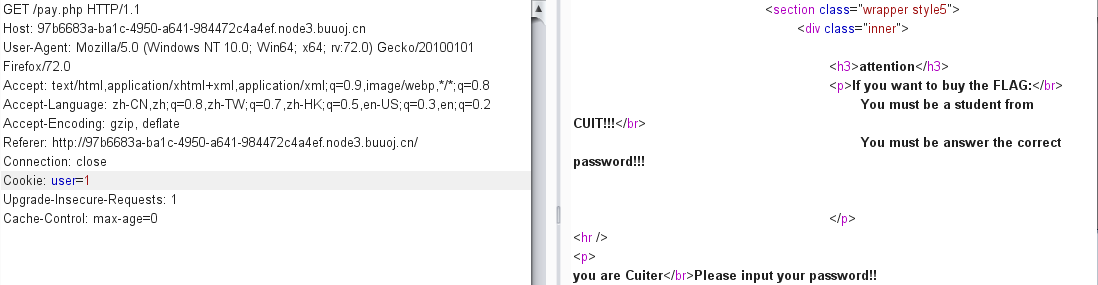 GET /pay.php HTTP/1.1
Host: 97b6683a-ba1c-4950-a641-984472c4a4ef.node3.buuoj.cn
User-Agent: Mozilla/5.0 (Windows NT 10.0; Win64; x64; rv:72.0) Gecko/20100101
Firefox/72.0
Accept: text/html,application/xhtml+xml,application/xml;q=0.9,image/webp,*/*;q=0.8
Accept-Language: zh-CN,zh;q=0.8,zh-TW;q=0.7,zh-HK;q=0.5,en-US;q=0.3,en;q=0.2
Accept-Encoding: gzip, deflate
Referer: http://97b6683a-ba1c-4950-a641-984472c4a4ef.node3.buuoj.cn/
Connection: close
Cookie: user=1
Upgrade-Insecure-Requests: 1
Cache-Control: max-age=0
<section class="wrapper style5">
<div class="inner">
<h3>attention</h3>
<p>If you want to buy the FLAG:</br>
You must be a student from
CUIT!!!</br>
You must be answer the correct
password!!!
</p>
<hr />
<p>
you are Cuiter</br>Please input your password!!